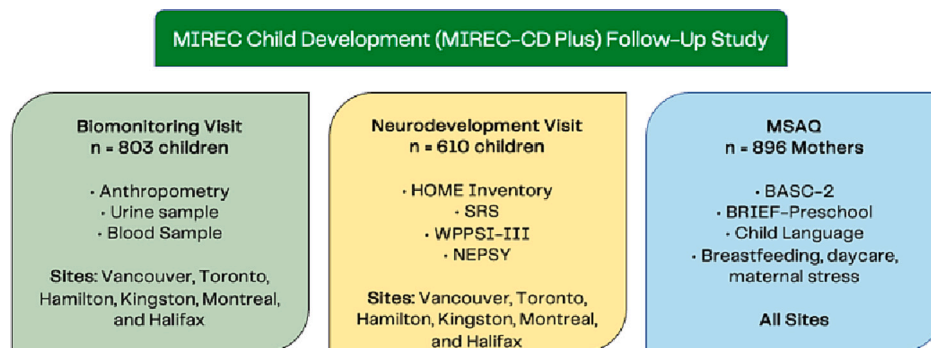 MIREC Child Development (MIREC-CD Plus) Follow-Up Study
Biomonitoring Visit
n = 803 children
• Anthropometry
• Urine sample
• Blood Sample
Sites: Vancouver, Toronto,
Hamilton, Kingston, Montreal,
and Halifax
Neurodevelopment Visit
n = 610 children
• HOME Inventory
• SRS
• WPPSI-III
• NEPSY
Sites: Vancouver, Toronto,
Hamilton, Kingston, Montreal,
and Halifax
MSAQ
n = 896 Mothers
• BASC-2
• BRIEF-Preschool
• Child Language
• Breastfeeding, daycare,
maternal stress
All Sites